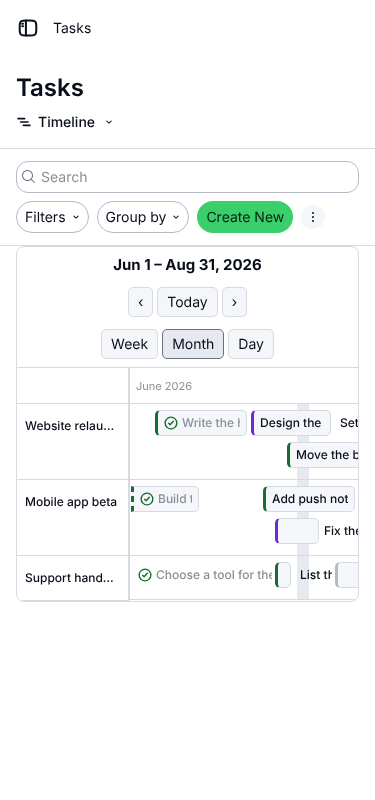 Tasks
Tasks
Timeline
Search
Filters
Group by
Create New
Jun 1 – Aug 31, 2026
‹ Today ›
Week Month Day
June 2026
Website relau...
Write the
Design the
Set
Move the b
Mobile app beta
Build
Add push not
Fix the
Support hand...
Choose a tool for the
List th